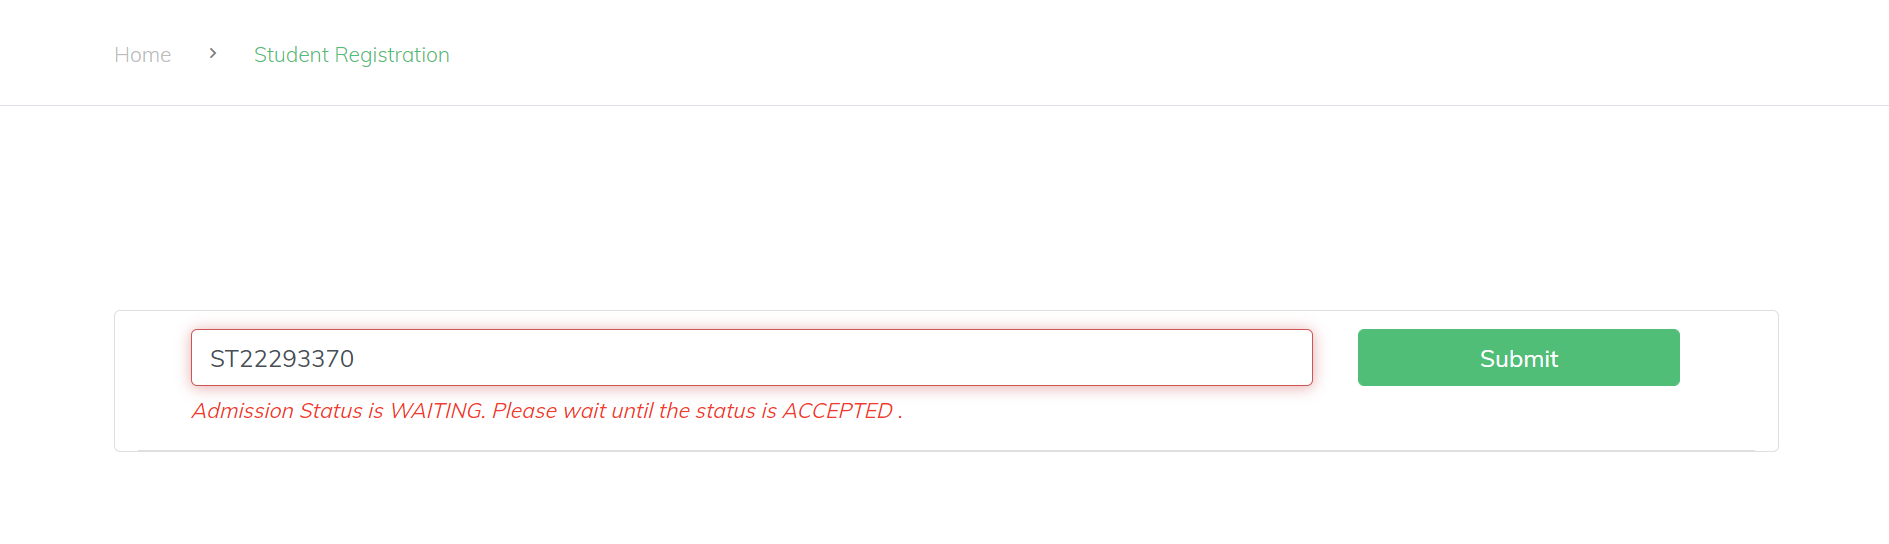 Home > Student Registration
ST22293370
Submit
Admission Status is WAITING. Please wait until the status is ACCEPTED .